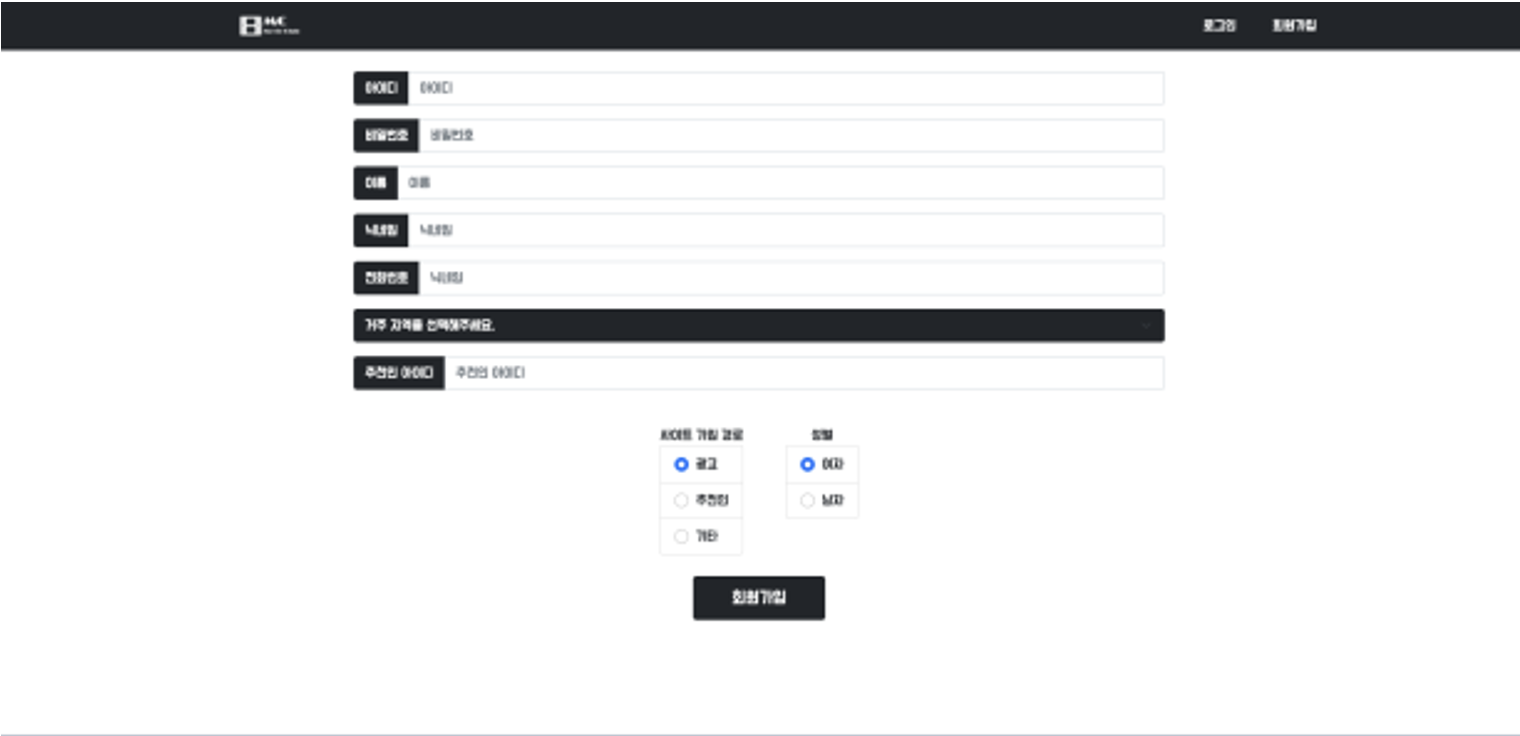 로그인 회원가입
아이디 아이디
비밀번호 비밀번호
이름 이름
닉네임 닉네임
전화번호 닉네임
거주 지역을 선택해주세요.
추천인 아이디 추천인 아이디
사이트 가입 경로 성별
광고 여자
추천인 남자
기타
회원가입